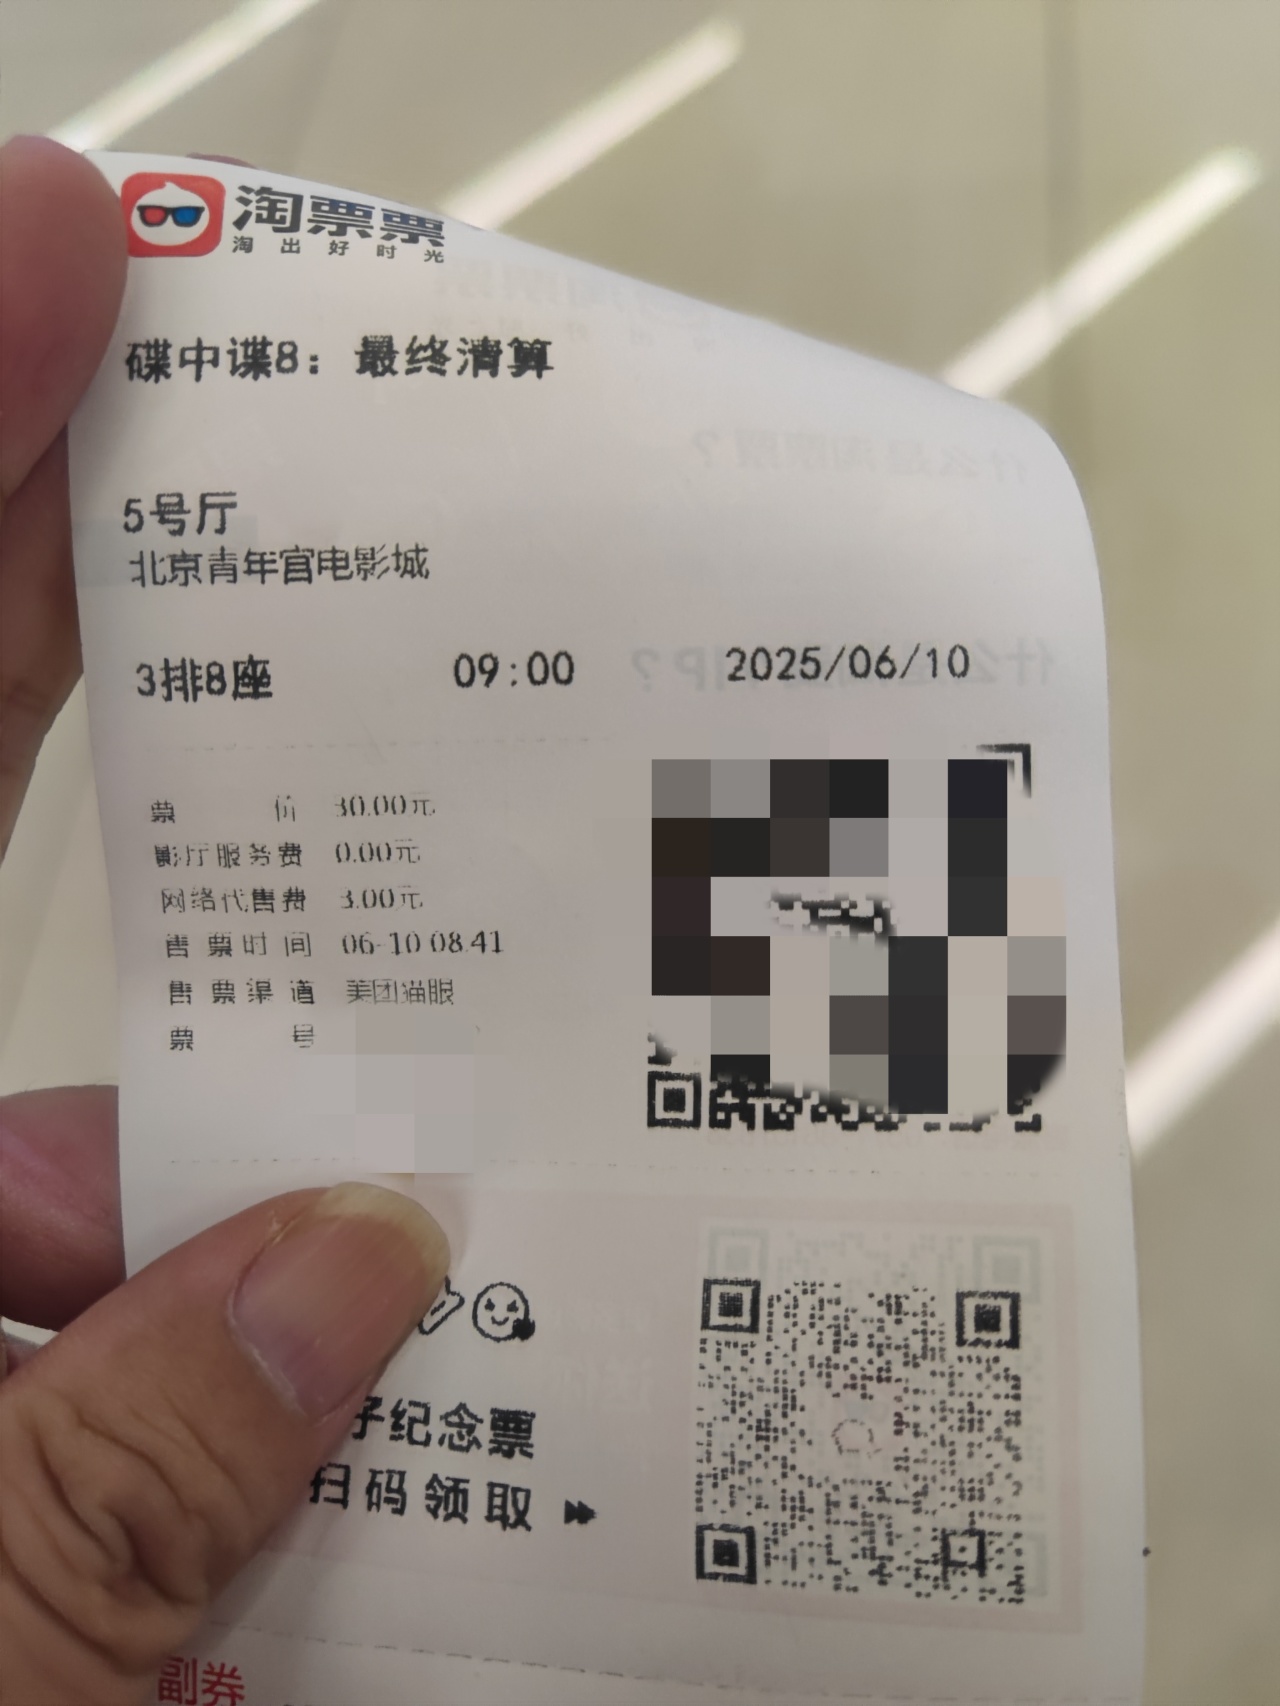 淘票票
淘出好时光
碟中谍8：最终清算
5号厅
北京青年宫电影城
3排8座 09:00 2025/06/10
票价 30.00元
影厅服务费 0.00元
网络代售费 3.00元
售票时间 06-10 08:41
售票渠道 美团猫眼
票号
子纪念票
扫码领取
副券